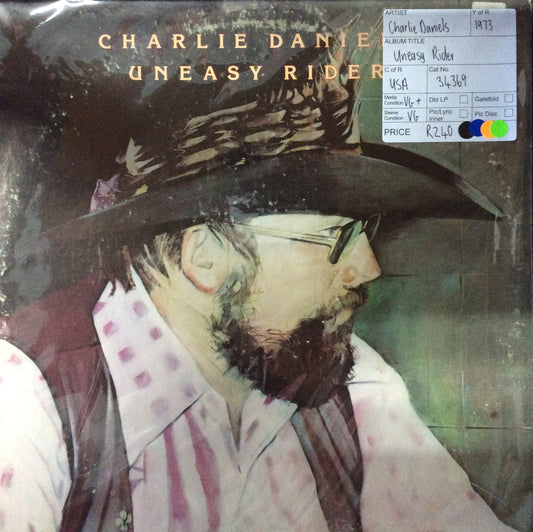 CHARLIE DANIE
UNEASY RIDER
ARTIST
Charlie Daniels
Y of R
1973
ALBUM TITLE
Uneasy Rider
C of R
USA
Cat No.
34369
Media Condition VG+
Dbl LP
Gatefold
Sleeve Condition VG
Pic/Lyric Inner
Pic Disc
PRICE R240